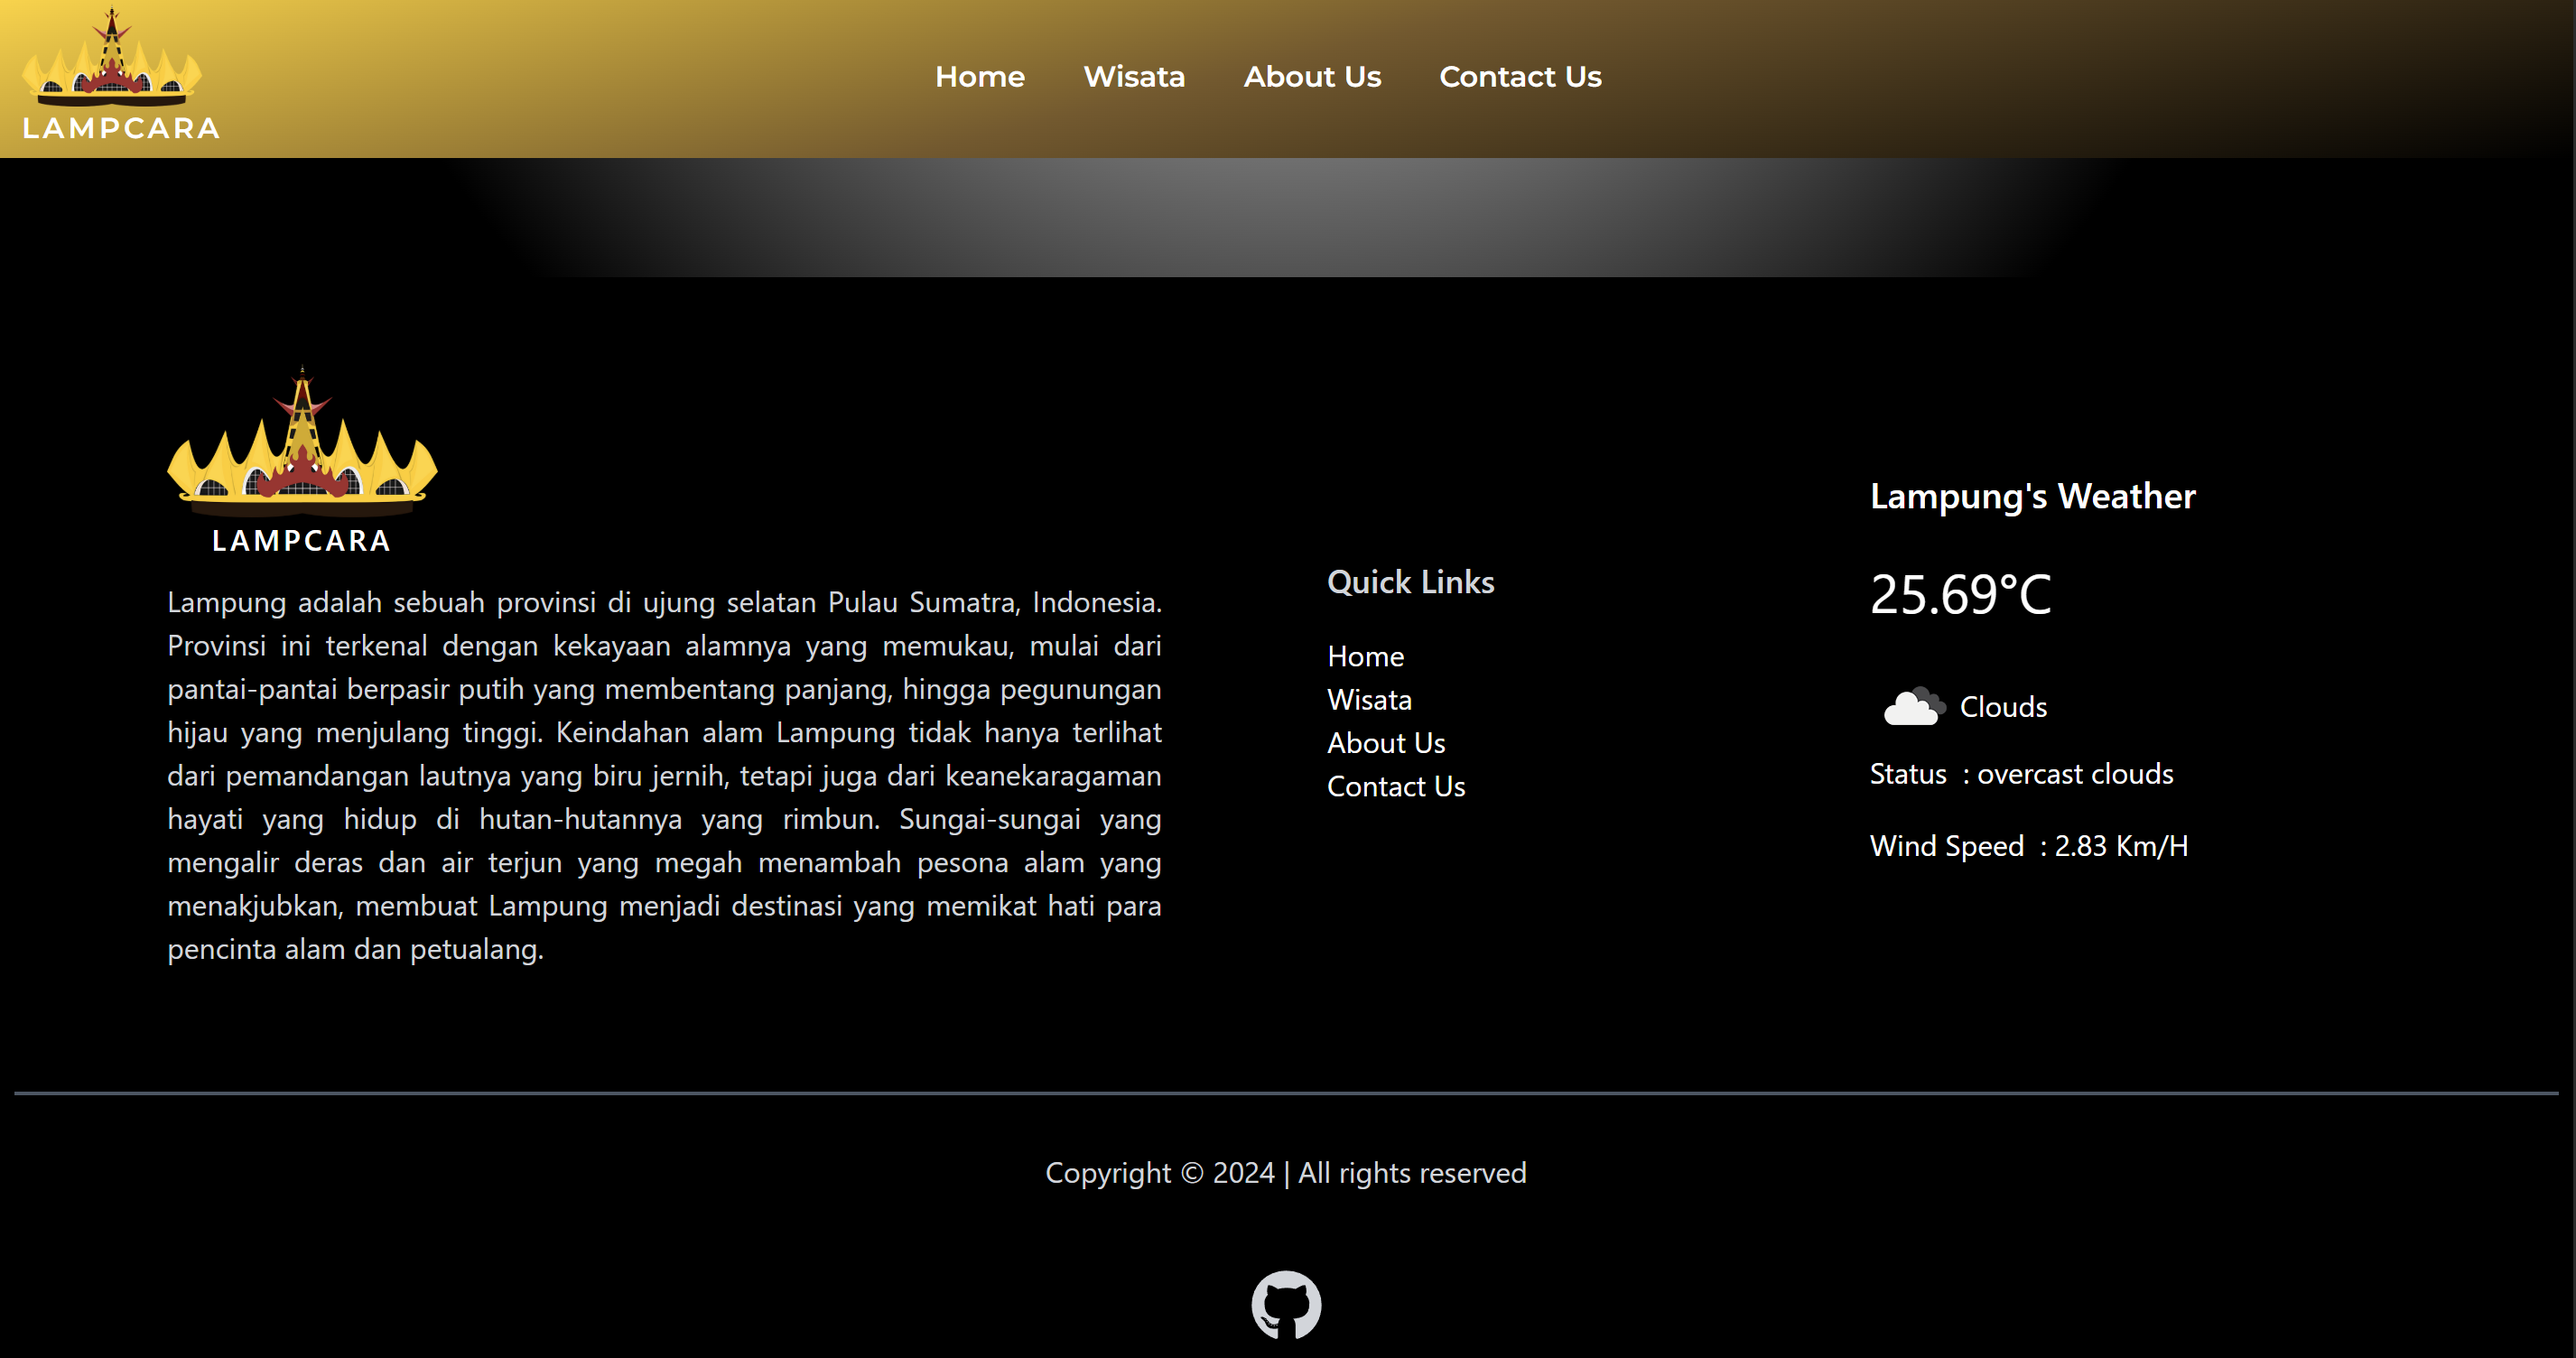 LAMPCARA
Home
Wisata
About Us
Contact Us
LAMPCARA
Lampung adalah sebuah provinsi di ujung selatan Pulau Sumatra, Indonesia.
Provinsi ini terkenal dengan kekayaan alamnya yang memukau, mulai dari
pantai-pantai berpasir putih yang membentang panjang, hingga pegunungan
hijau yang menjulang tinggi. Keindahan alam Lampung tidak hanya terlihat
dari pemandangan lautnya yang biru jernih, tetapi juga dari keanekaragaman
hayati yang hidup di hutan-hutannya yang rimbun. Sungai-sungai yang
mengalir deras dan air terjun yang megah menambah pesona alam yang
menakjubkan, membuat Lampung menjadi destinasi yang memikat hati para
pencinta alam dan petualang.
Quick Links
Home
Wisata
About Us
Contact Us
Lampung's Weather
25.69°C
Clouds
Status : overcast clouds
Wind Speed : 2.83 Km/H
Copyright © 2024 | All rights reserved